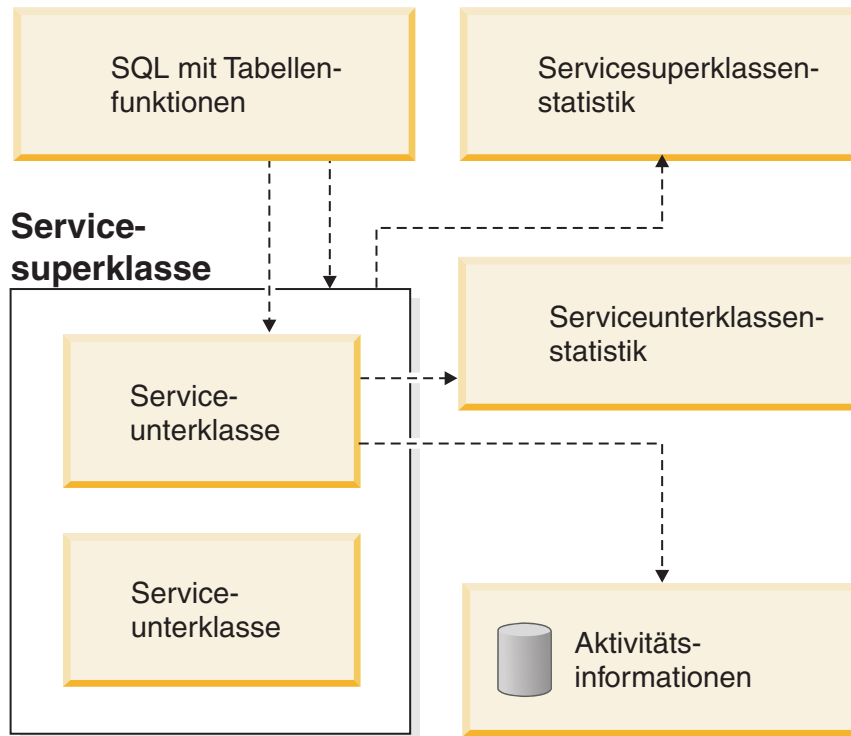 SQL mit Tabellen-
funktionen
Servicesuperklassen-
statistik
Service-
superklasse
Serviceunterklassen-
statistik
Service-
unterklasse
Service-
unterklasse
Aktivitäts-
informationen